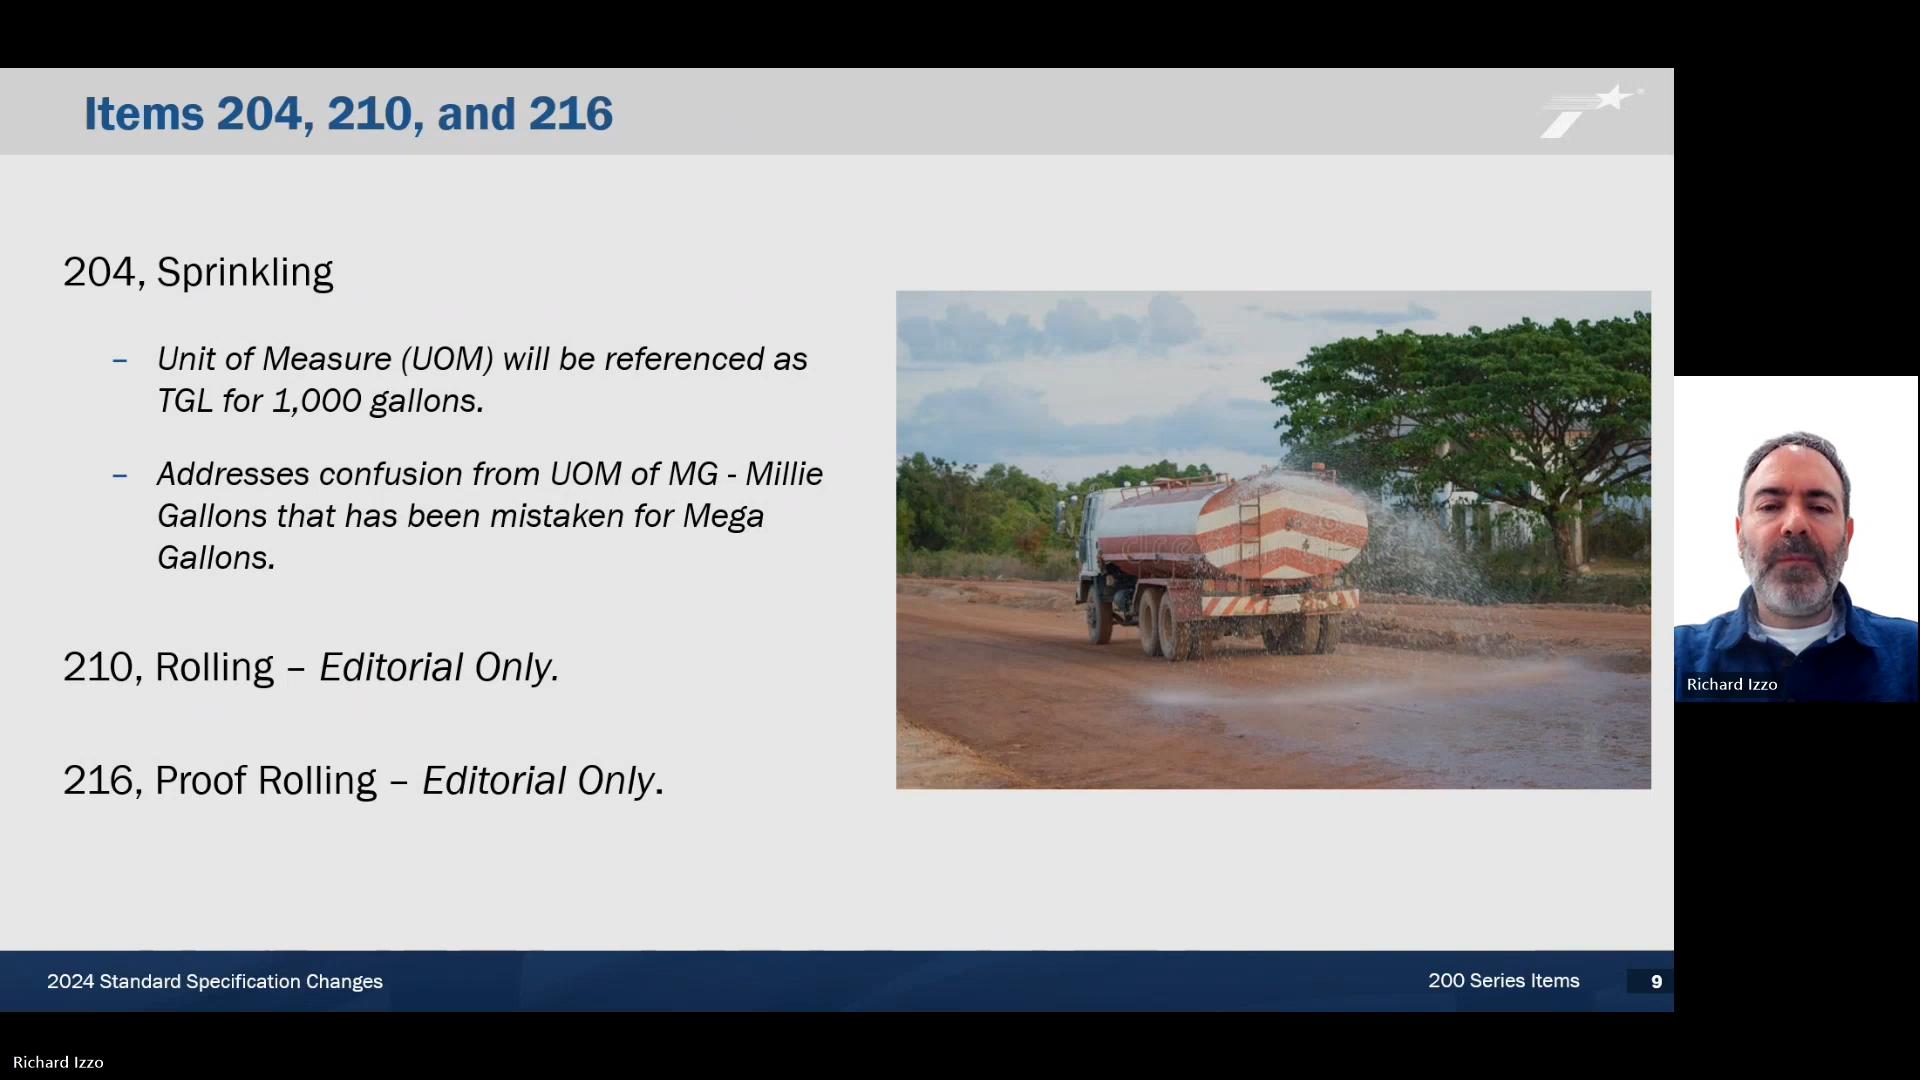 Items 204, 210, and 216
204, Sprinkling
– Unit of Measure (UOM) will be referenced as
TGL for 1,000 gallons.
– Addresses confusion from UOM of MG - Millie
Gallons that has been mistaken for Mega
Gallons.
210, Rolling – Editorial Only.
216, Proof Rolling – Editorial Only.
Richard Izzo
2024 Standard Specification Changes
200 Series Items
9
Richard Izzo